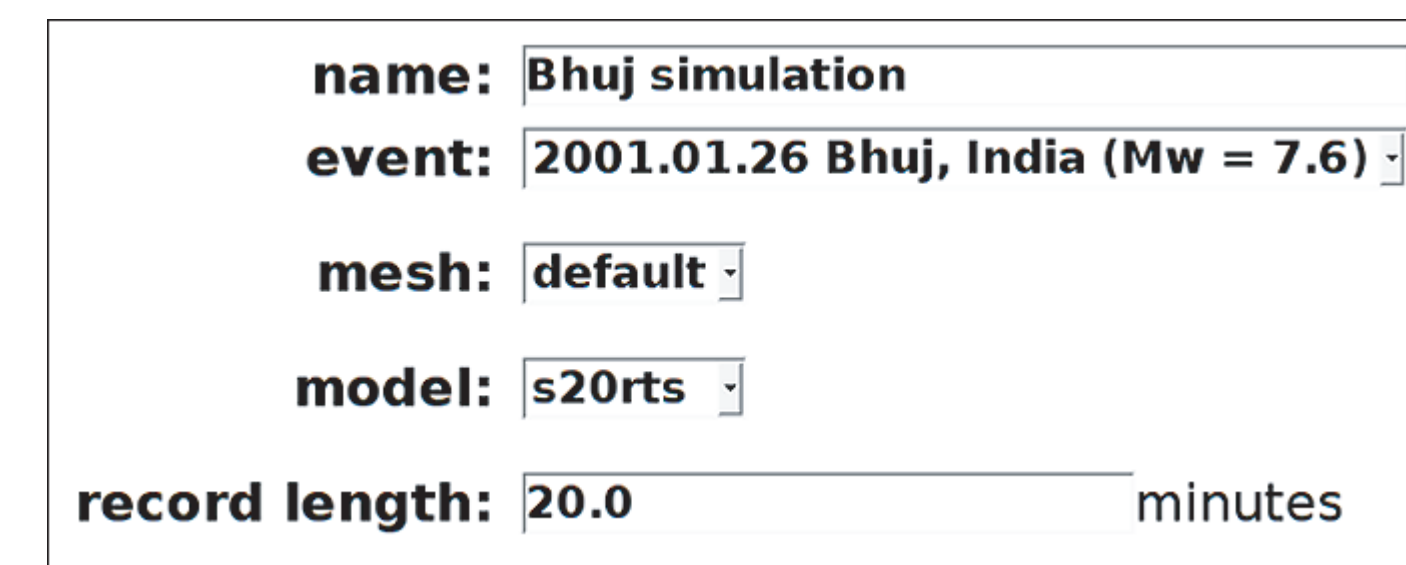 name: Bhuj simulation
event: 2001.01.26 Bhuj, India (Mw = 7.6)
mesh: default
model: s20rts
record length: 20.0 minutes